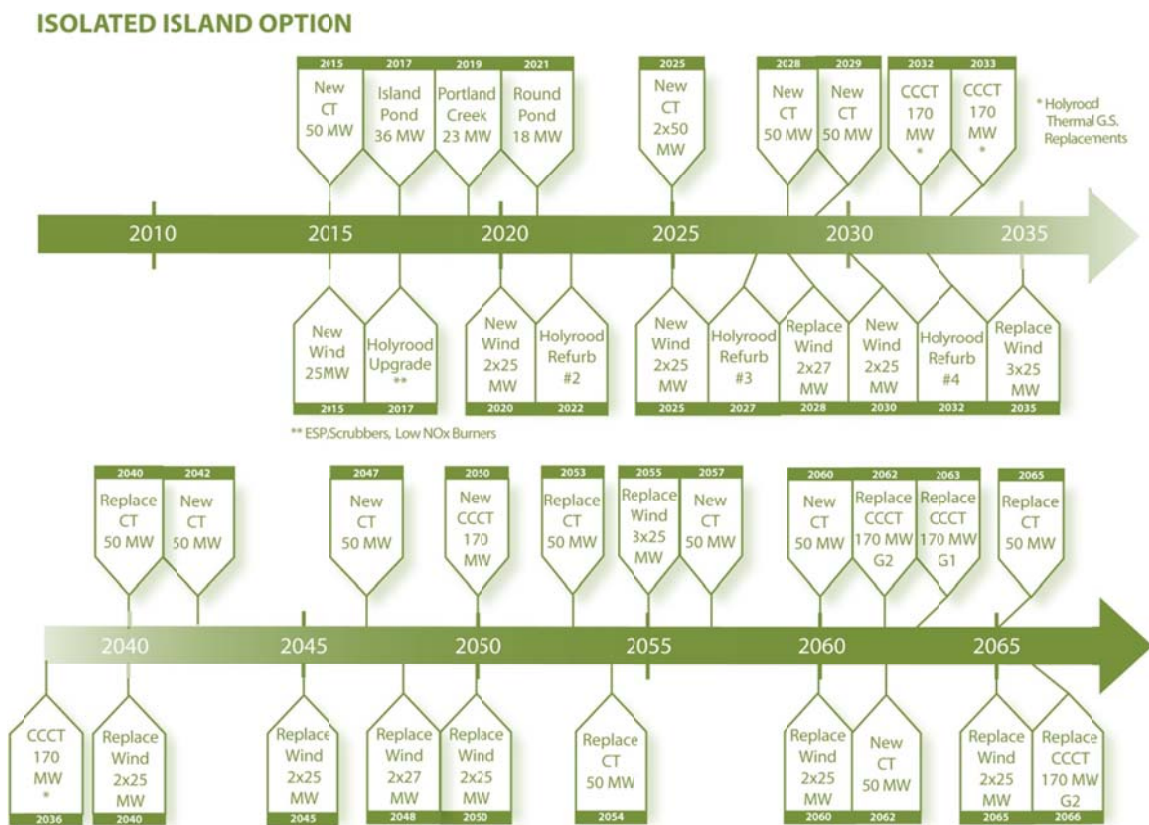 ISOLATED ISLAND OPTION
2015
New
CT
50 MW
2017
Island
Pond
36 MW
2019
Portland
Creek
23 MW
2021
Round
Pond
18 MW
2025
New
CT
2x50
MW
2028
New
CT
50 MW
2029
New
CT
50 MW
2032
CCCT
170
MW
*
2033
CCCT
170
MW
*
* Holyrood
Thermal G.S.
Replacements
2010
2015
2020
2025
2030
2035
New
Wind
25MW
2015
Holyrood
Upgrade
**
2017
New
Wind
2x25
MW
2020
Holyrood
Refurb
#2
2022
New
Wind
2x25
MW
2025
Holyrood
Refurb
#3
2027
Replace
Wind
2x27
MW
2028
New
Wind
2x25
MW
2030
Holyrood
Refurb
#4
2032
Replace
Wind
3x25
MW
2035
** ESP,Scrubbers, Low NOx Burners
2040
Replace
CT
50 MW
2042
New
CT
50 MW
2047
New
CT
50 MW
2050
New
CCCT
170
MW
2053
Replace
CT
50 MW
2055
Replace
Wind
3x25
MW
2057
New
CT
50 MW
2060
New
CT
50 MW
2062
Replace
CCCT
170 MW
G2
2063
Replace
CCCT
170 MW
G1
2065
Replace
CT
50 MW
2040
2045
2050
2055
2060
2065
CCCT
170
MW
*
2036
Replace
Wind
2x25
MW
2040
Replace
Wind
2x25
MW
2045
Replace
Wind
2x27
MW
2048
Replace
Wind
2x25
MW
2050
Replace
CT
50 MW
2054
Replace
Wind
2x25
MW
2060
New
CT
50 MW
2062
Replace
Wind
2x25
MW
2065
Replace
CCCT
170 MW
G2
2066